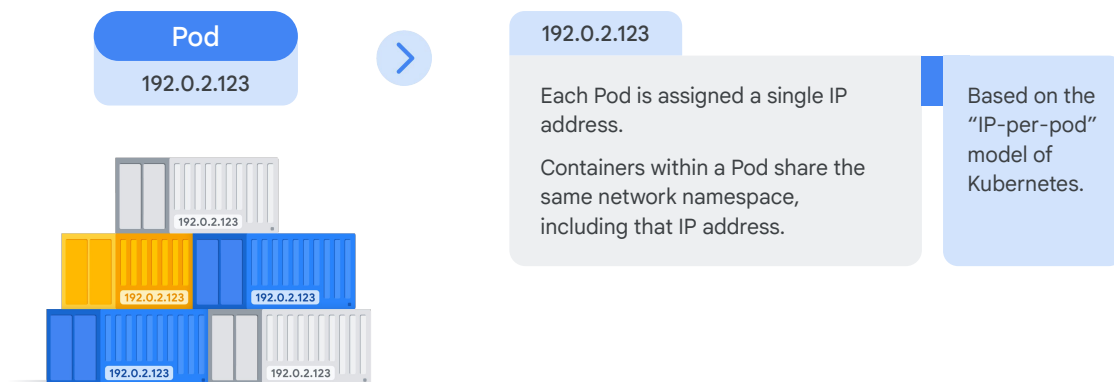 Pod
192.0.2.123
192.0.2.123
192.0.2.123
192.0.2.123
192.0.2.123
192.0.2.123
192.0.2.123
Each Pod is assigned a single IP
address.
Containers within a Pod share the
same network namespace,
including that IP address.
Based on the
“IP-per-pod”
model of
Kubernetes.